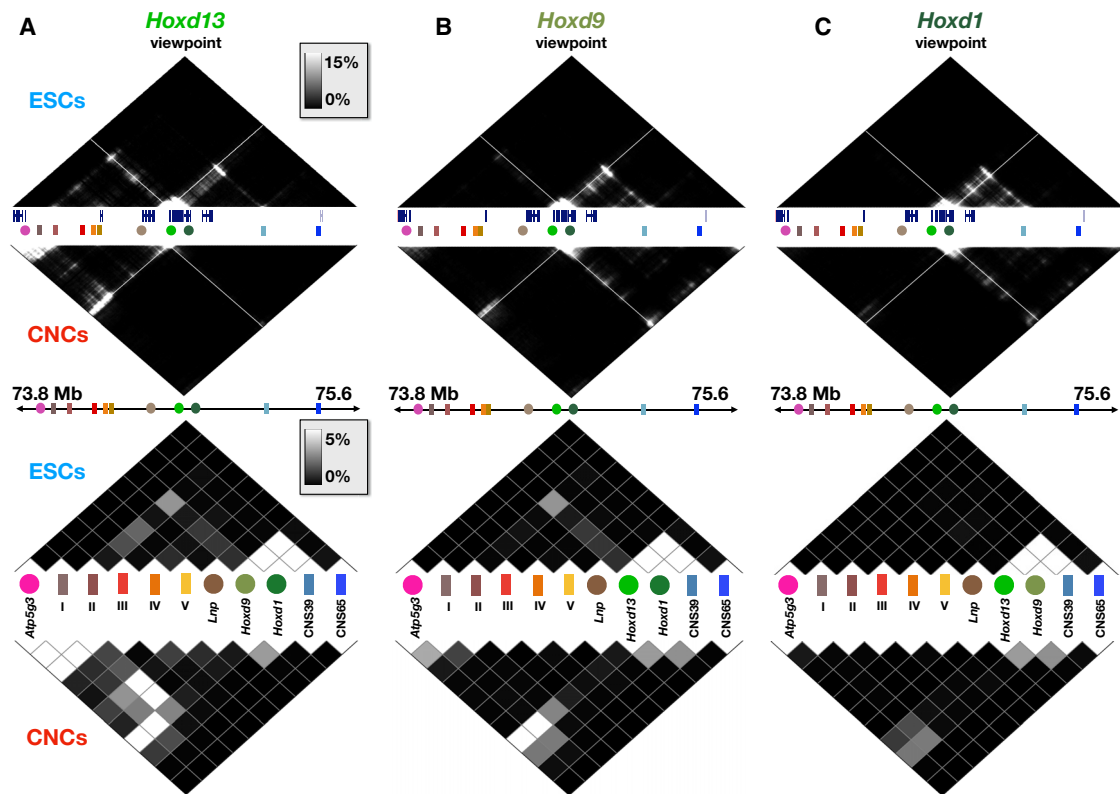 A
Hoxd13
viewpoint
B
Hoxd9
viewpoint
C
Hoxd1
viewpoint
15%
0%
ESCs
CNCs
73.8 Mb
75.6
73.8 Mb
75.6
73.8 Mb
75.6
5%
0%
ESCs
Atp5g3
I
II
III
IV
V
Lnp
Hoxd9
Hoxd1
CNS39
CNS65
Atp5g3
I
II
III
IV
V
Lnp
Hoxd13
Hoxd1
CNS39
CNS65
Atp5g3
I
II
III
IV
V
Lnp
Hoxd13
Hoxd9
CNS39
CNS65
CNCs